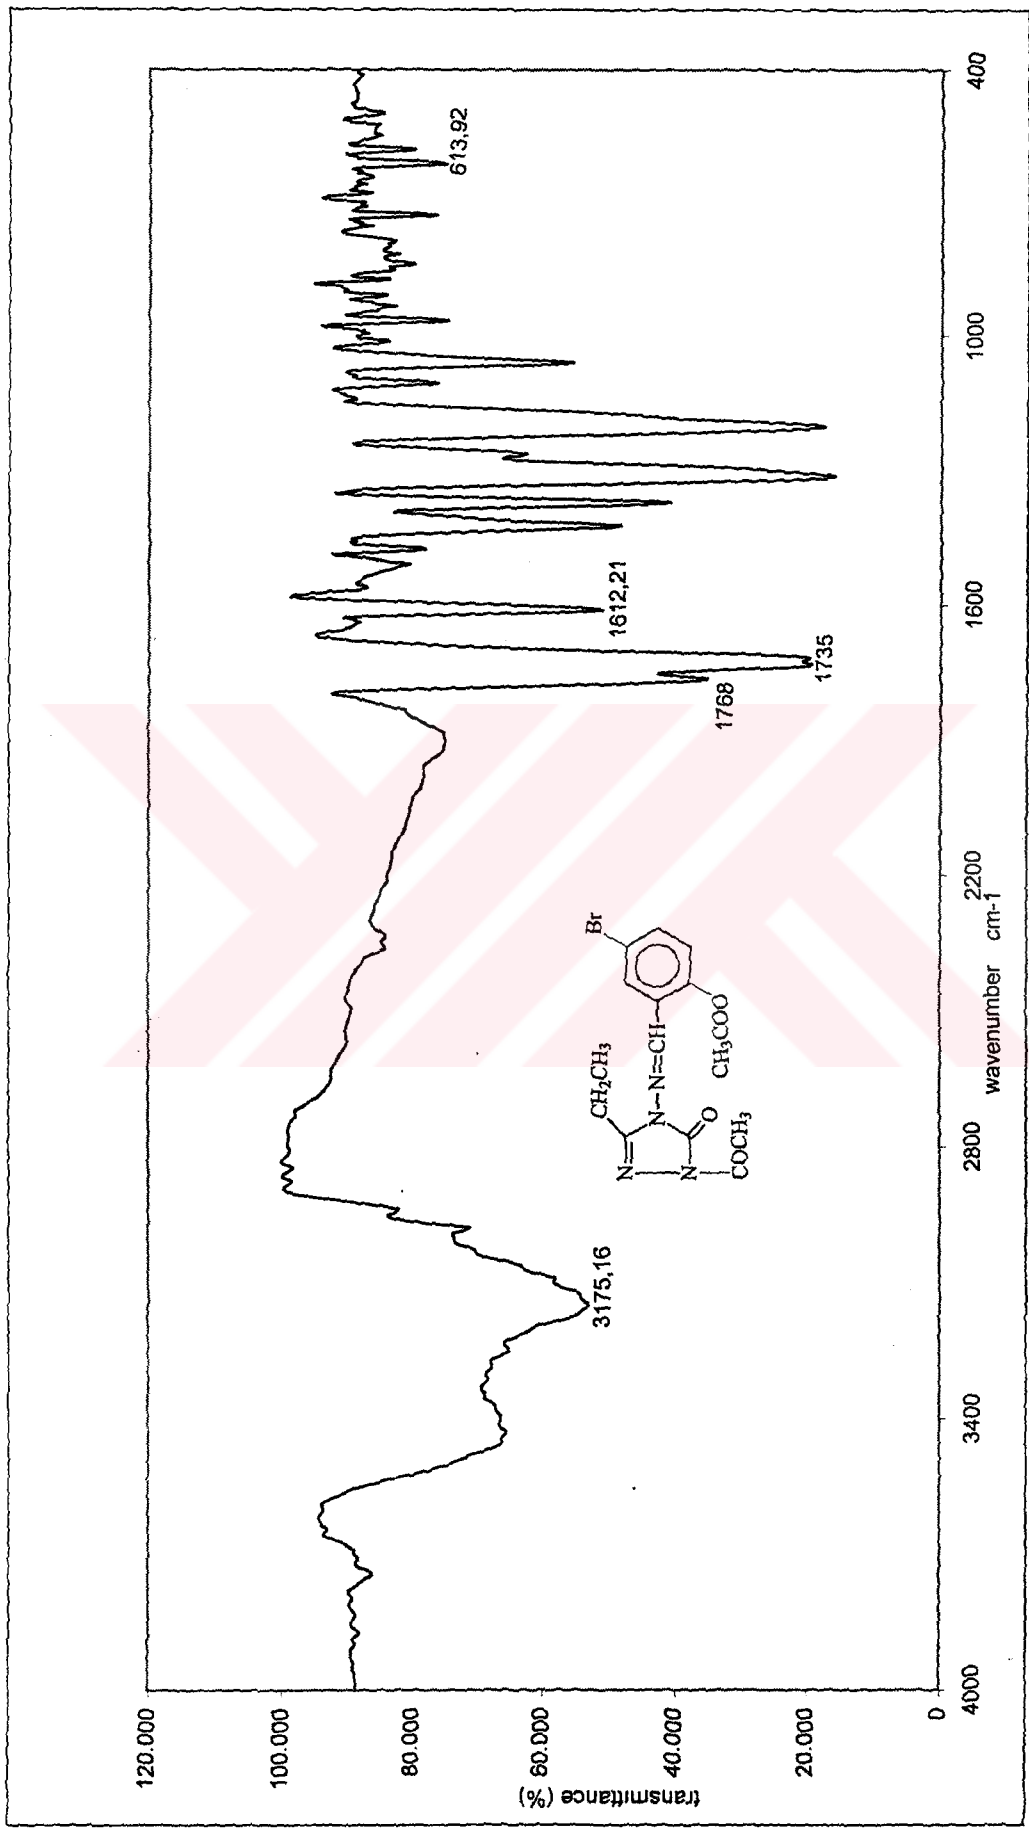 120.000
100.000
80.000
60.000
40.000
20.000
0
transmittance (%)
4000
3400
2800
2200
1600
1000
400
wavenumber cm-1
3175,16
1768
1735
1612,21
613,92
CH₂CH₃
Br
N
N–N=CH
N
O
COCH₃
CH₃COO